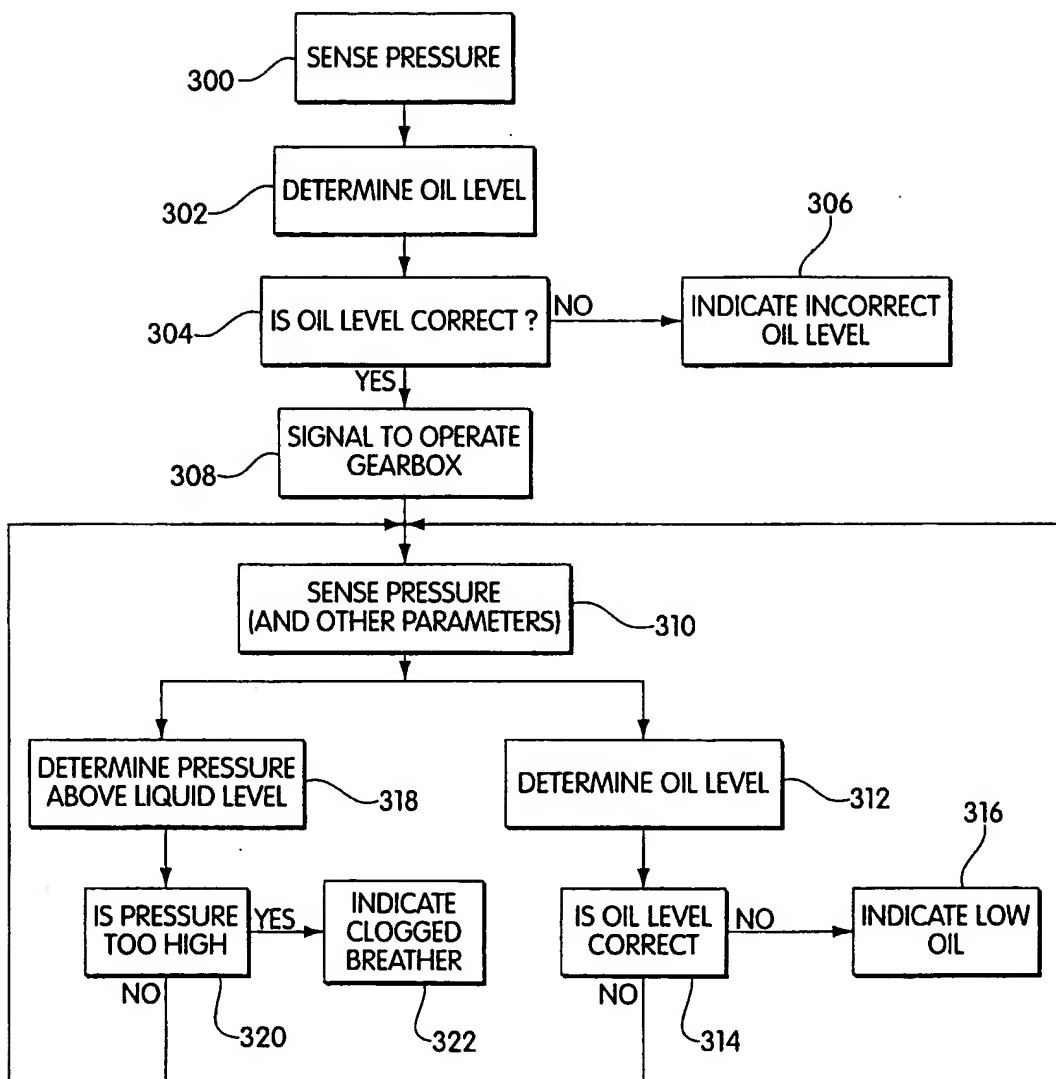 SENSE PRESSURE
300
DETERMINE OIL LEVEL
302
306
IS OIL LEVEL CORRECT ?
NO
INDICATE INCORRECT
OIL LEVEL
304
YES
SIGNAL TO OPERATE
GEARBOX
308
SENSE PRESSURE
(AND OTHER PARAMETERS)
310
DETERMINE PRESSURE
ABOVE LIQUID LEVEL
318
DETERMINE OIL LEVEL
312
316
IS PRESSURE
TOO HIGH
YES
INDICATE
CLOGGED
BREATHER
IS OIL LEVEL
CORRECT
NO
INDICATE LOW
OIL
NO
320
322
NO
314